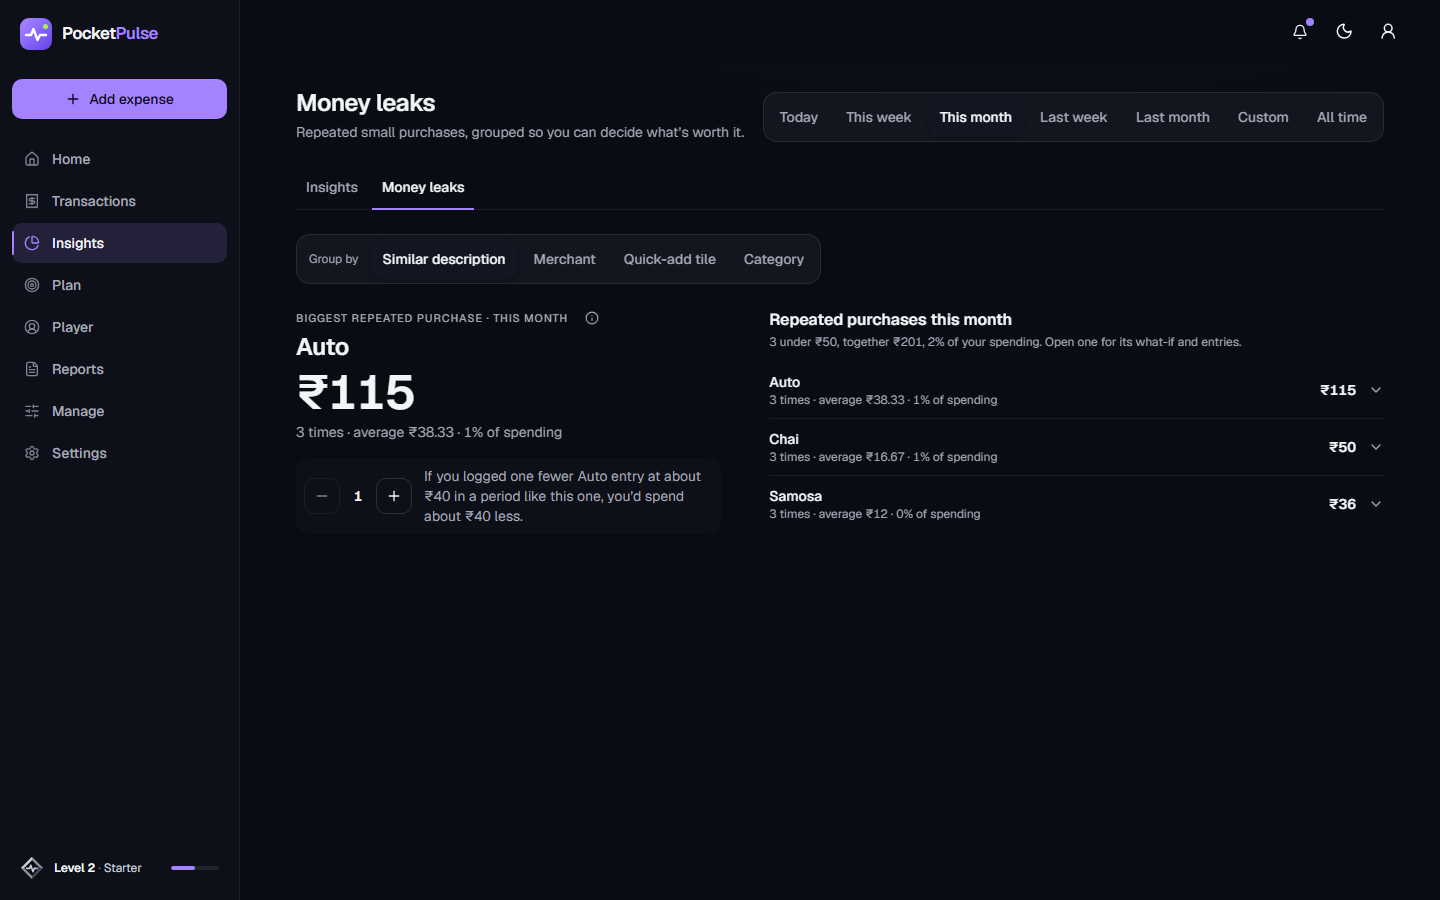 PocketPulse
Add expense
Home
Transactions
Insights
Plan
Player
Reports
Manage
Settings
Level 2 · Starter
Money leaks
Repeated small purchases, grouped so you can decide what's worth it.
Today This week This month Last week Last month Custom All time
Insights Money leaks
Group by Similar description Merchant Quick-add tile Category
BIGGEST REPEATED PURCHASE · THIS MONTH
Auto
₹115
3 times · average ₹38.33 · 1% of spending
1
If you logged one fewer Auto entry at about
₹40 in a period like this one, you'd spend
about ₹40 less.
Repeated purchases this month
3 under ₹50, together ₹201, 2% of your spending. Open one for its what-if and entries.
Auto ₹115
3 times · average ₹38.33 · 1% of spending
Chai ₹50
3 times · average ₹16.67 · 1% of spending
Samosa ₹36
3 times · average ₹12 · 0% of spending